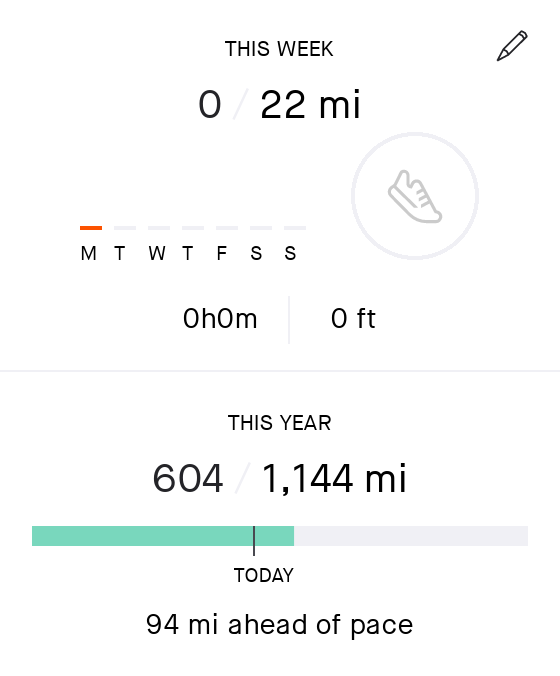 THIS WEEK
0 / 22 mi
M T W T F S S
0h0m 0 ft
THIS YEAR
604 / 1,144 mi
TODAY
94 mi ahead of pace